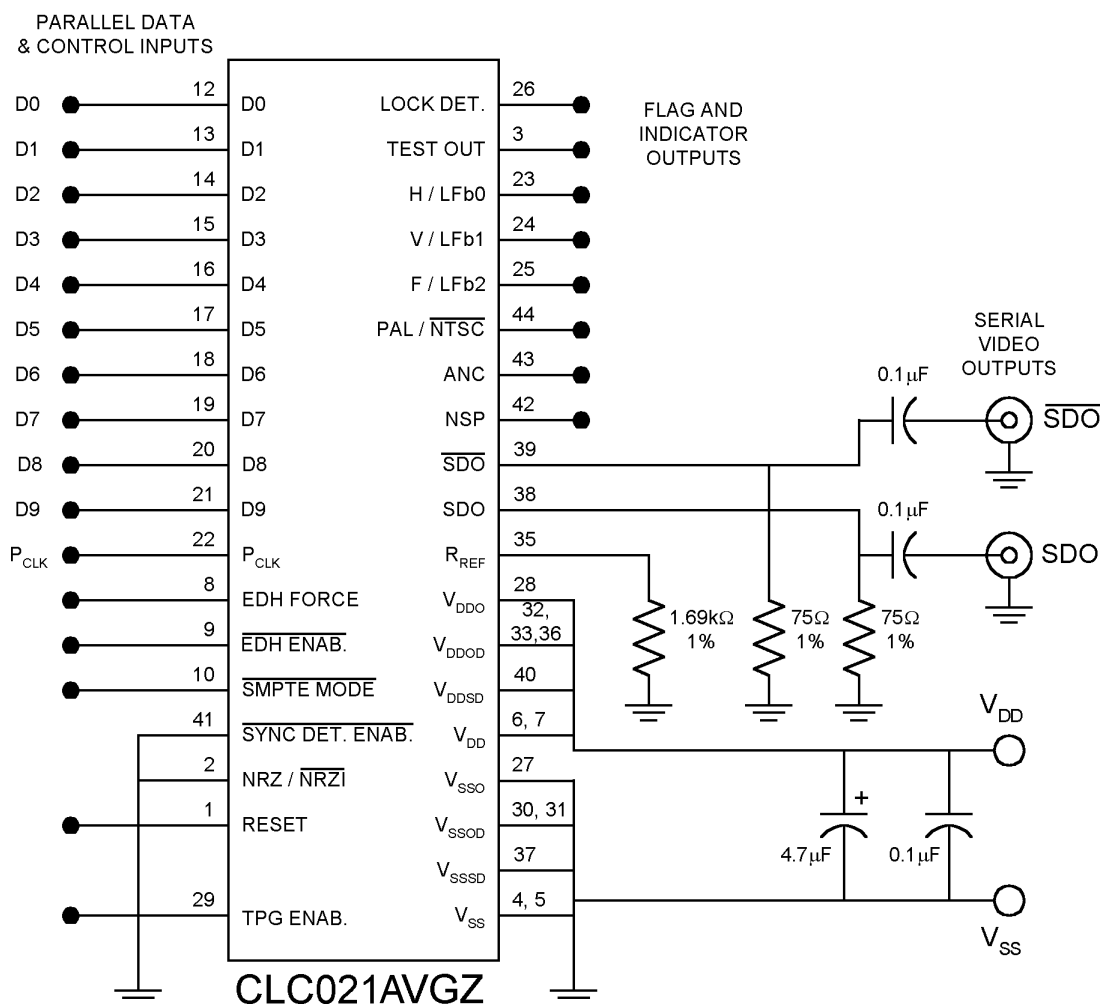 PARALLEL DATA
& CONTROL INPUTS
D0 12 D0 LOCK DET. 26
D1 13 D1 TEST OUT 3
D2 14 D2 H / LFb0 23
D3 15 D3 V / LFb1 24
D4 16 D4 F / LFb2 25
D5 17 D5 PAL / NTSC 44
D6 18 D6 ANC 43
D7 19 D7 NSP 42
D8 20 D8 SDO 39
D9 21 D9 SDO 38
PCLK 22 PCLK RREF 35
8 EDH FORCE VDDO 28
9 EDH ENAB. VDDOD 32,
33,36
10 SMPTE MODE VDDSD 40
41 SYNC DET. ENAB. VDD 6, 7
2 NRZ / NRZI VSSO 27
1 RESET VSSOD 30, 31
VSSSD 37
29 TPG ENAB. VSS 4, 5
CLC021AVGZ
FLAG AND
INDICATOR
OUTPUTS
SERIAL
VIDEO
OUTPUTS
0.1μF
SDO
0.1μF
SDO
1.69kΩ
1%
75Ω
1%
75Ω
1%
VDD
+
4.7μF
0.1μF
VSS